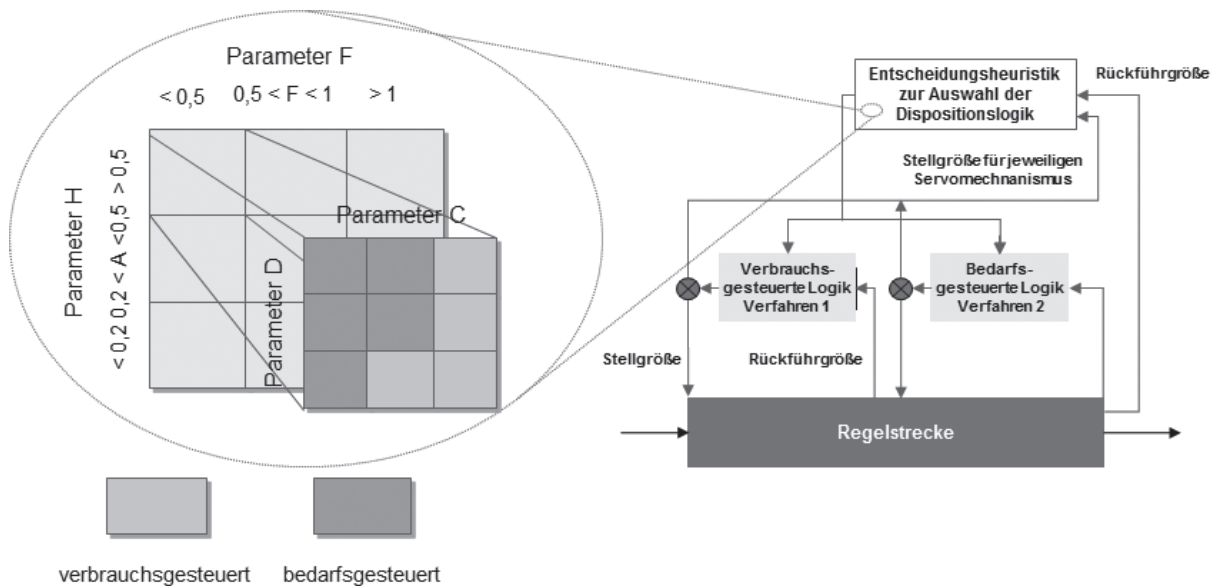 Parameter F
< 0,5 0,5 < F < 1 > 1
Parameter H
< 0,2 0,2 < A <0,5 > 0,5
Parameter C
Parameter D
verbrauchsgesteuert
bedarfsgesteuert
Entscheidungsheuristik
zur Auswahl der
Dispositionslogik
Rückführgröße
Stellgröße für jeweiligen
Servomechnanismus
Verbrauchs-
gesteuerte Logik
Verfahren 1
Bedarfs-
gesteuerte Logik
Verfahren 2
Stellgröße
Rückführgröße
Regelstrecke